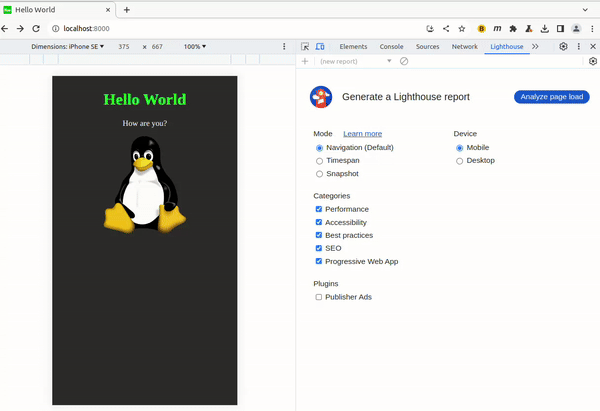 Hello World
localhost:8000
Dimensions: iPhone SE ▼ 375 × 667 100% ▼
Elements Console Sources Network Lighthouse
(new report)
Hello World
How are you?
Generate a Lighthouse report
Analyze page load
Mode Learn more
Navigation (Default)
Timespan
Snapshot
Device
Mobile
Desktop
Categories
Performance
Accessibility
Best practices
SEO
Progressive Web App
Plugins
Publisher Ads